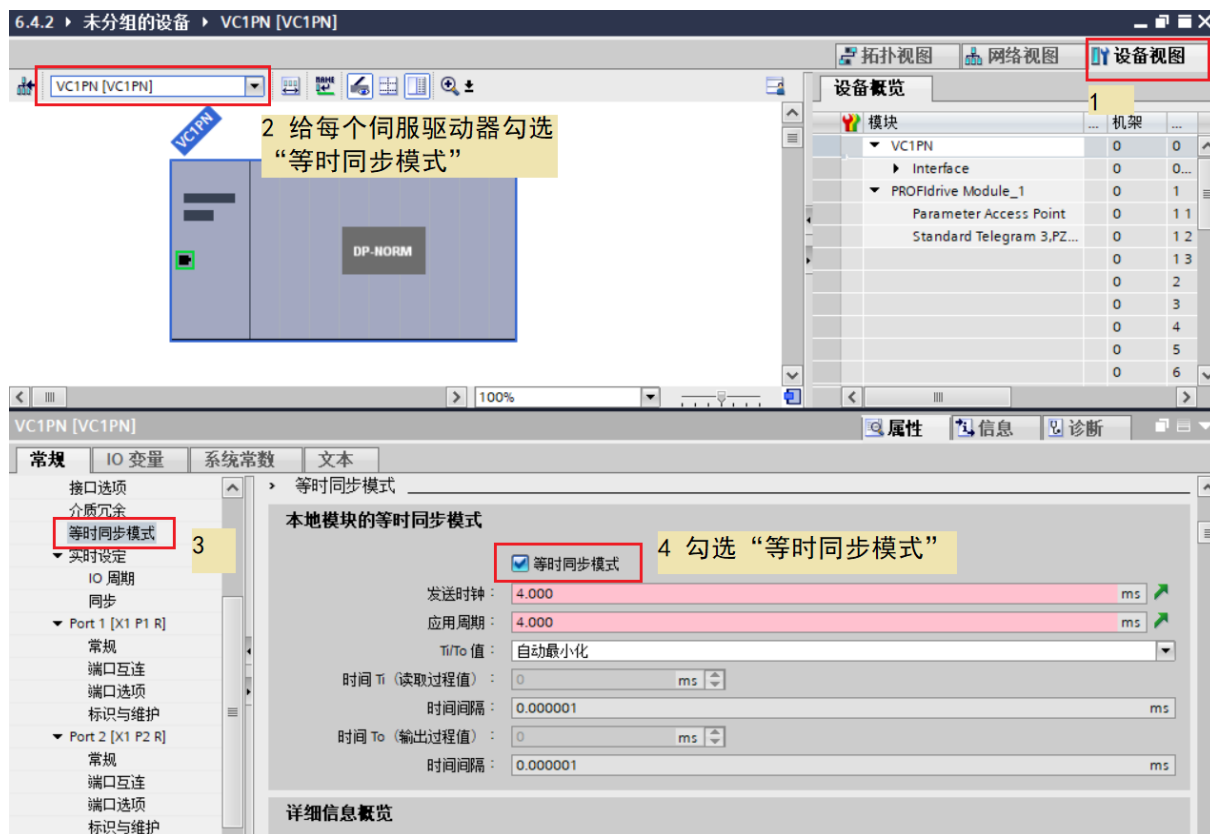 6.4.2 ▸ 未分组的设备 ▸ VC1PN [VC1PN]
拓扑视图 网络视图 设备视图
VC1PN [VC1PN]
设备概览
1
2 给每个伺服驱动器勾选
“等时同步模式”
VC1PN
DP-NORM
模块 ... 机架 ...
VC1PN 0 0
Interface 0 0...
PROFIdrive Module_1 0 1
Parameter Access Point 0 1 1
Standard Telegram 3,PZ... 0 1 2
0 1 3
0 2
0 3
0 4
0 5
0 6
100%
VC1PN [VC1PN]
属性 信息 诊断
常规 IO 变量 系统常数 文本
接口选项
介质冗余
等时同步模式
3
实时设定
IO 周期
同步
Port 1 [X1 P1 R]
常规
端口互连
端口选项
标识与维护
Port 2 [X1 P2 R]
常规
端口互连
端口选项
标识与维护
等时同步模式
本地模块的等时同步模式
等时同步模式
4 勾选“等时同步模式”
发送时钟： 4.000 ms
应用周期： 4.000 ms
Ti/To 值： 自动最小化
时间 Ti（读取过程值）： 0 ms
时间间隔： 0.000001 ms
时间 To（输出过程值）： 0 ms
时间间隔： 0.000001 ms
详细信息概览